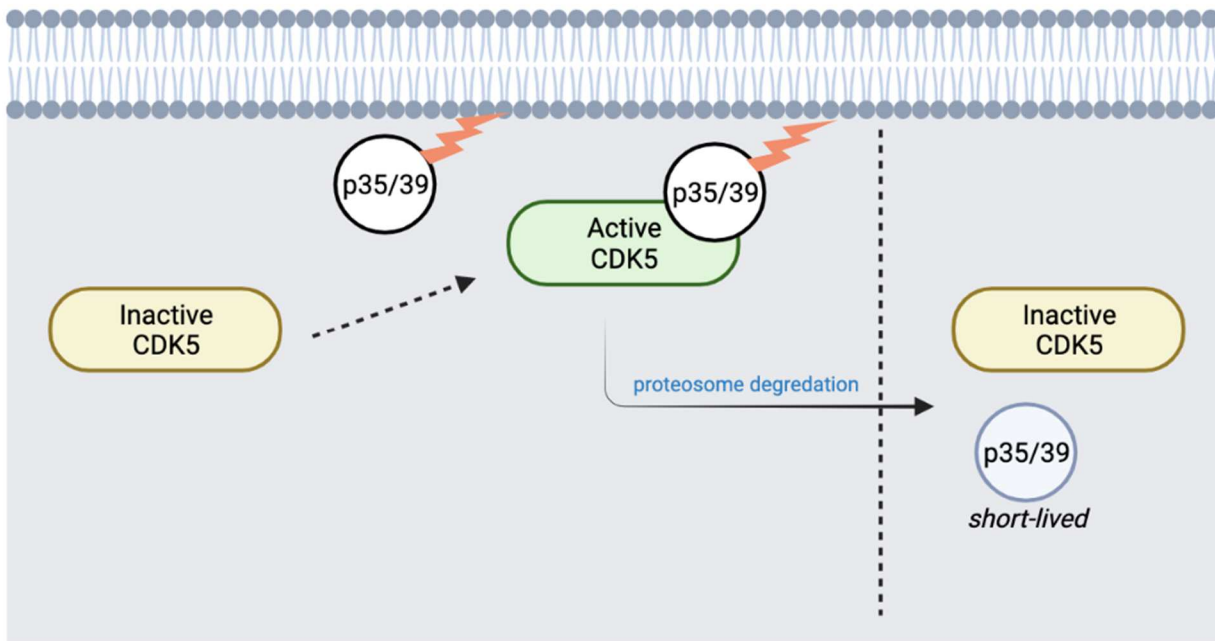 p35/39
p35/39
Active
CDK5
Inactive
CDK5
Inactive
CDK5
proteosome degredation
p35/39
short-lived